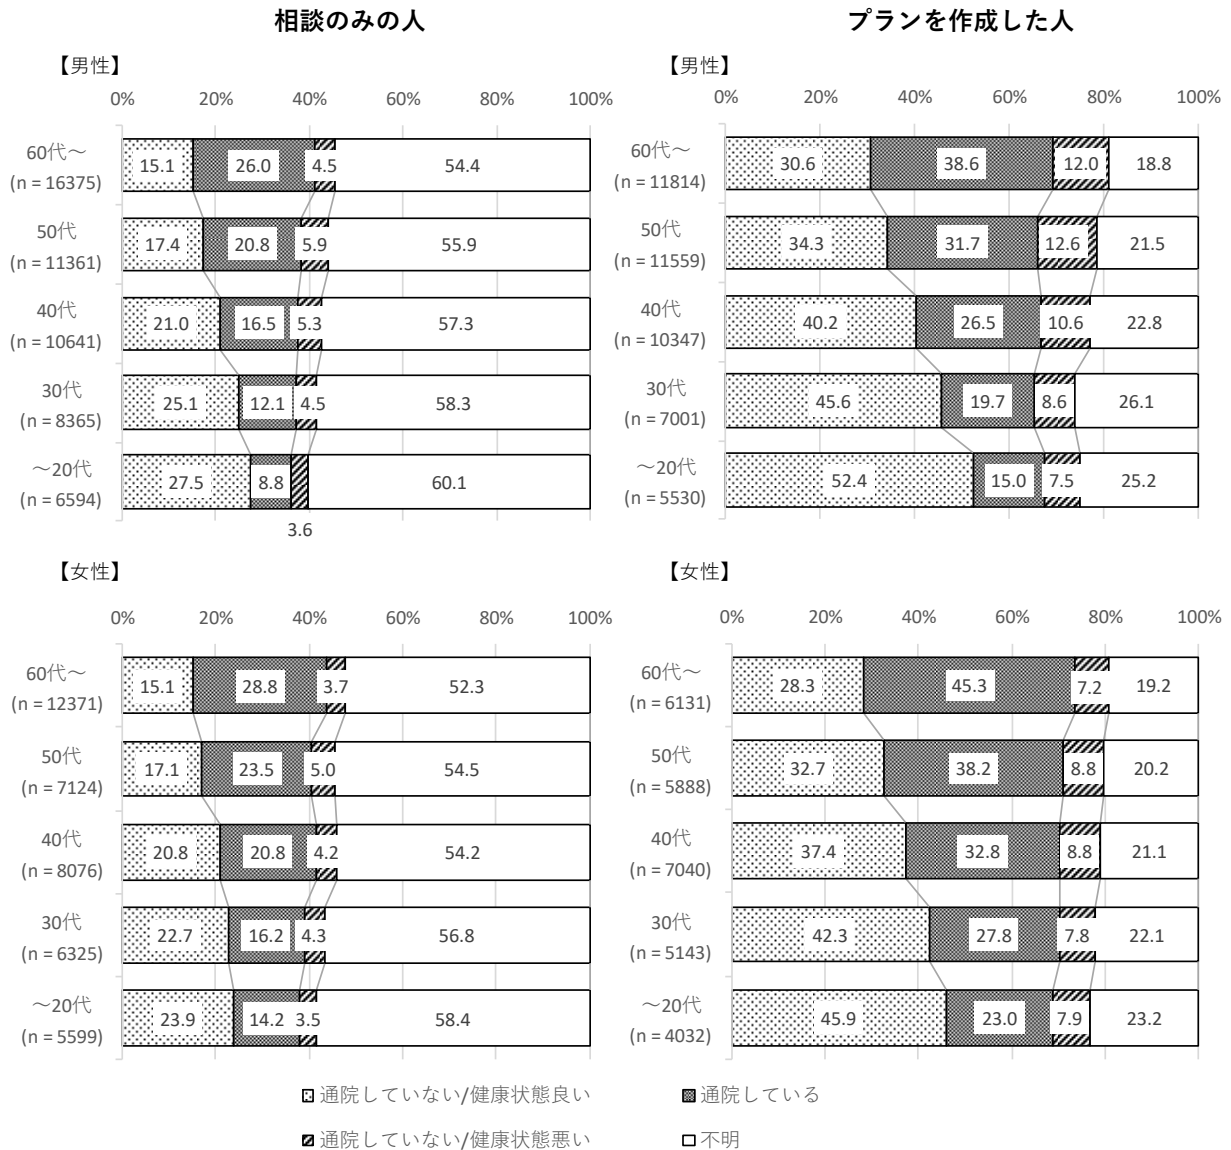 相談のみの人
プランを作成した人
【男性】
0% 20% 40% 60% 80% 100%
60代～
(n = 16375)
15.1 26.0 4.5 54.4
50代
(n = 11361)
17.4 20.8 5.9 55.9
40代
(n = 10641)
21.0 16.5 5.3 57.3
30代
(n = 8365)
25.1 12.1 4.5 58.3
～20代
(n = 6594)
27.5 8.8 60.1
3.6
【男性】
0% 20% 40% 60% 80% 100%
60代～
(n = 11814)
30.6 38.6 12.0 18.8
50代
(n = 11559)
34.3 31.7 12.6 21.5
40代
(n = 10347)
40.2 26.5 10.6 22.8
30代
(n = 7001)
45.6 19.7 8.6 26.1
～20代
(n = 5530)
52.4 15.0 7.5 25.2
【女性】
0% 20% 40% 60% 80% 100%
60代～
(n = 12371)
15.1 28.8 3.7 52.3
50代
(n = 7124)
17.1 23.5 5.0 54.5
40代
(n = 8076)
20.8 20.8 4.2 54.2
30代
(n = 6325)
22.7 16.2 4.3 56.8
～20代
(n = 5599)
23.9 14.2 3.5 58.4
【女性】
0% 20% 40% 60% 80% 100%
60代～
(n = 6131)
28.3 45.3 7.2 19.2
50代
(n = 5888)
32.7 38.2 8.8 20.2
40代
(n = 7040)
37.4 32.8 8.8 21.1
30代
(n = 5143)
42.3 27.8 7.8 22.1
～20代
(n = 4032)
45.9 23.0 7.9 23.2
通院していない/健康状態良い
通院している
通院していない/健康状態悪い
不明